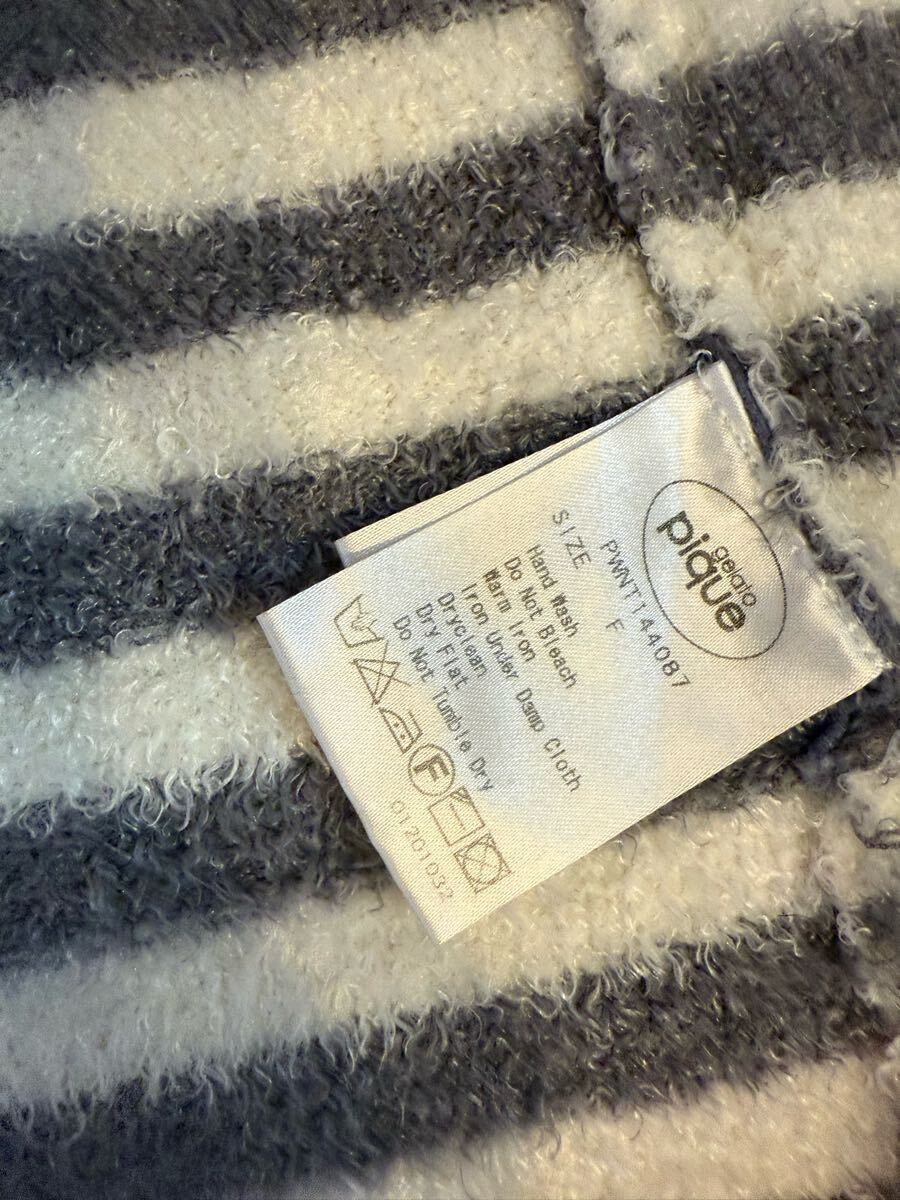 gelato
pique
PWNT144087
SIZE F
Hand Wash
Do Not Bleach
Warm Iron
Iron Under Damp Cloth
Dryclean
Dry Flat
Do Not Tumble Dry
F
01201032